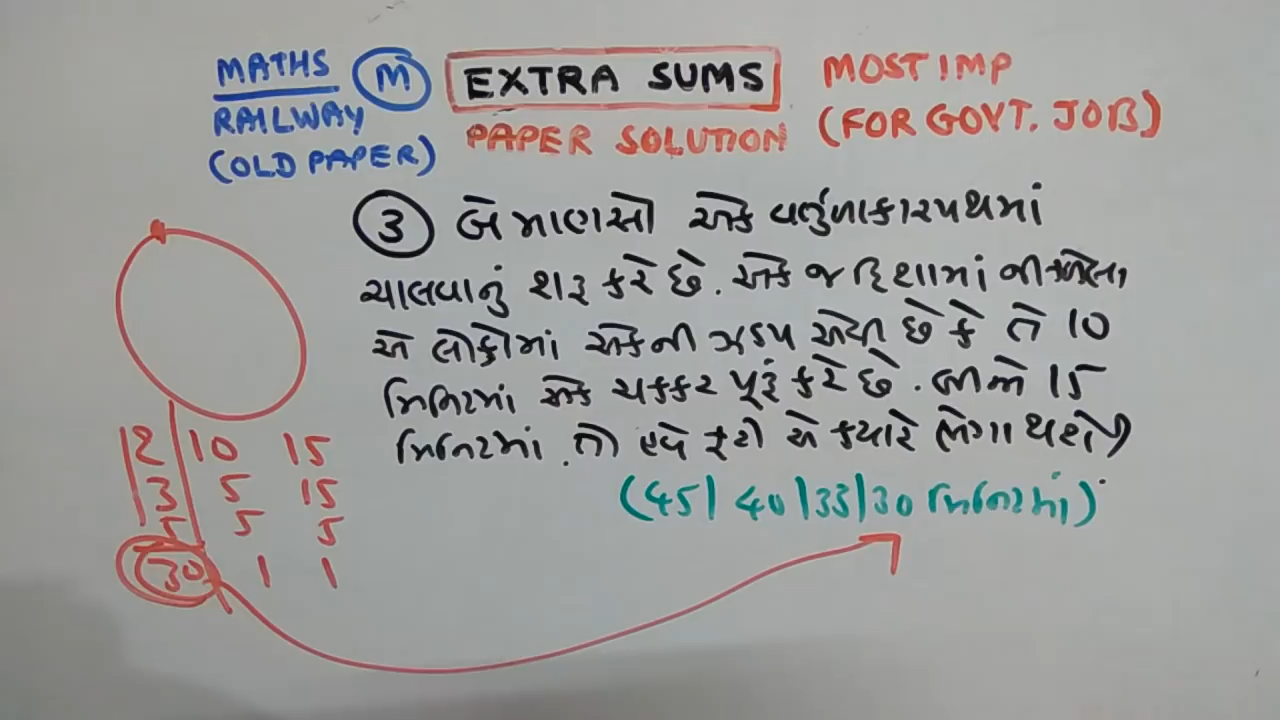 MATHS
RAILWAY
(OLD PAPER)
M
EXTRA SUMS
PAPER SOLUTION
MOST IMP
(FOR GOVT. JOB)
3 બે માણસો એક વર્તુળાકારપથમાં
ચાલવાનું શરૂ કરે છે. એક જ દિશામાં
એ લોકોમાં એકની ઝડપ એવી છે કે તે 10
મિનિટમાં એક ચક્કર પૂરૂં કરે છે. બીજો 15
મિનિટમાં. તો હવે ફરી એ ક્યારે ભેગા થશે?
(45/ 40/35/30 મિનિટમાં)
2 10 15
3 5 15
5 5 5
30 1 1